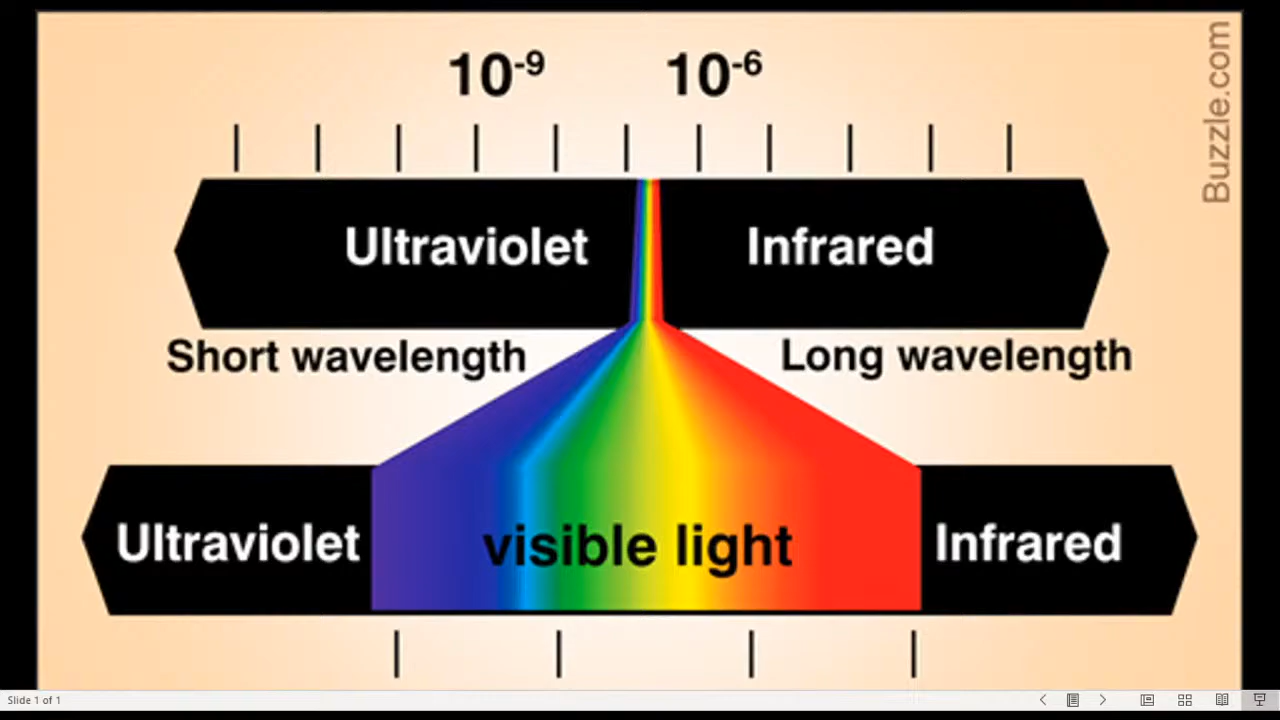 10⁻⁹ 10⁻⁶
Buzzle.com
Ultraviolet Infrared
Short wavelength Long wavelength
Ultraviolet visible light Infrared
Slide 1 of 1